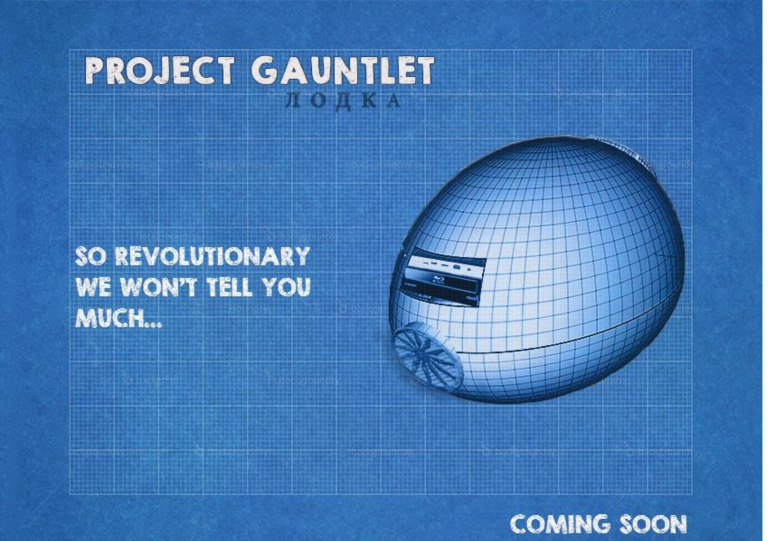 PROJECT GAUNTLET
ЛОДКА
SO REVOLUTIONARY
WE WON'T TELL YOU
MUCH...
COMING SOON